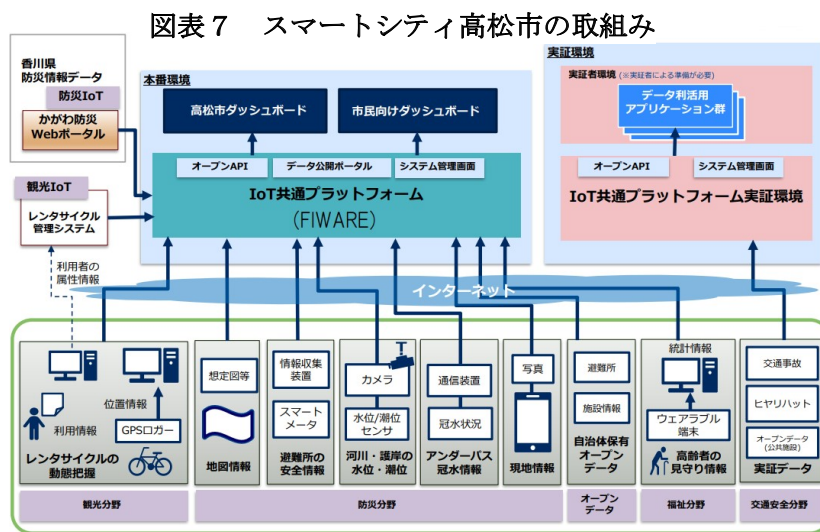 図表７　スマートシティ高松市の取組み
香川県
防災情報データ
防災IoT
かがわ防災
Webポータル
観光IoT
レンタサイクル
管理システム
利用者の
属性情報
本番環境
高松市ダッシュボード
市民向けダッシュボード
オープンAPI
データ公開ポータル
システム管理画面
IoT共通プラットフォーム
(FIWARE)
実証環境
実証者環境 (※実証者による準備が必要)
データ利活用
アプリケーション群
オープンAPI
システム管理画面
IoT共通プラットフォーム実証環境
インターネット
位置情報
利用情報
GPSロガー
レンタサイクルの
動態把握
想定図等
地図情報
情報収集
装置
スマート
メータ
避難所の
安全情報
カメラ
水位/潮位
センサ
河川・護岸の
水位・潮位
通信装置
冠水状況
アンダーパス
冠水情報
写真
現地情報
避難所
施設情報
自治体保有
オープン
データ
統計情報
ウェアラブル
端末
高齢者の
見守り情報
交通事故
ヒヤリハット
オープンデータ
(公共施設)
実証データ
観光分野
防災分野
オープン
データ
福祉分野
交通安全分野